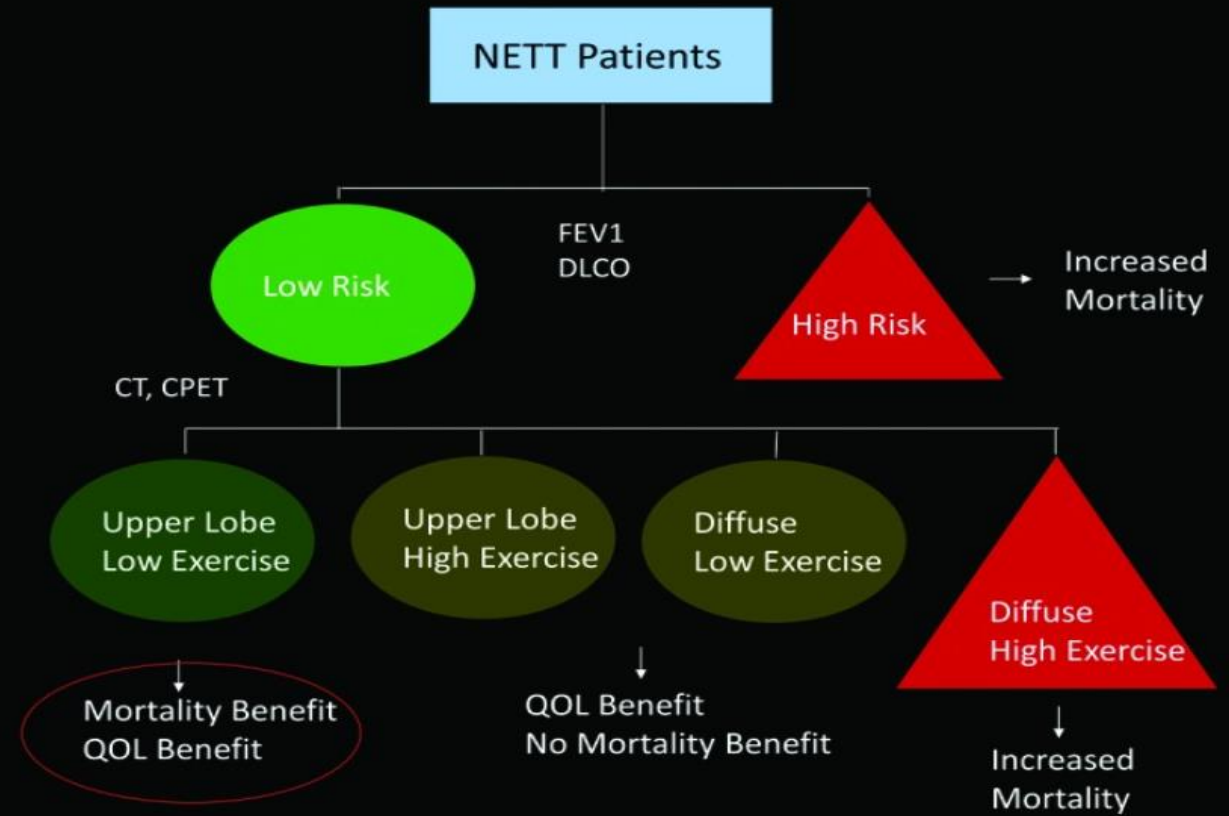 NETT Patients
FEV1
DLCO
Low Risk
High Risk
Increased
Mortality
CT, CPET
Upper Lobe
Low Exercise
Upper Lobe
High Exercise
Diffuse
Low Exercise
Diffuse
High Exercise
Mortality Benefit
QOL Benefit
QOL Benefit
No Mortality Benefit
Increased
Mortality